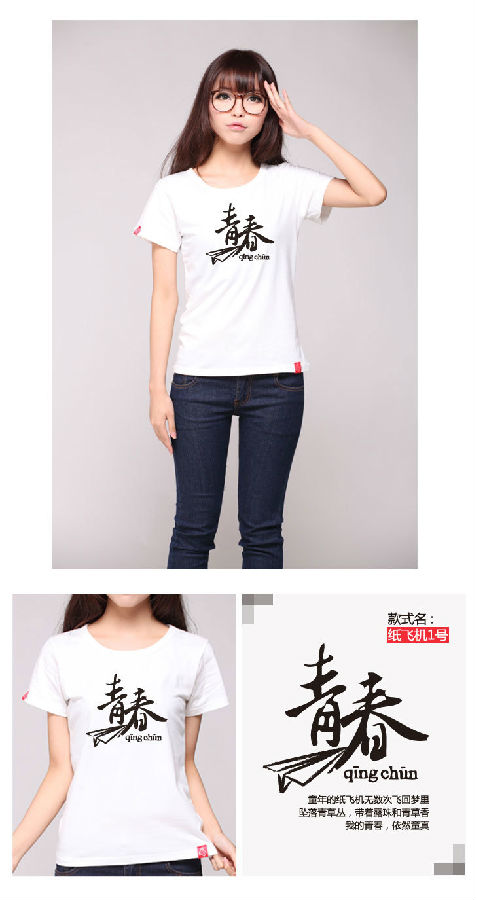 青春
qīng chūn
青春
qīng chūn
款式名：
纸飞机1号
青春
qīng chūn
童年的纸飞机无数次飞回梦里
坠落青草丛，带着露珠和青草香
我的青春，依然童真